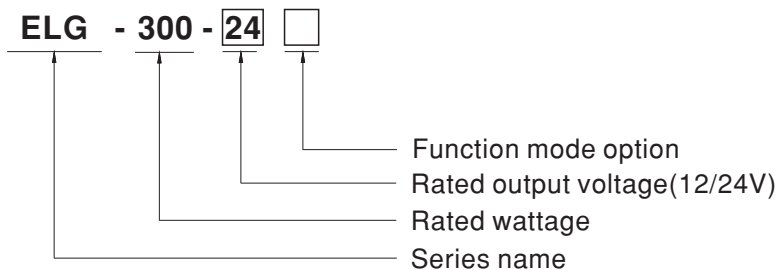 ELG - 300 - 24
Function mode option
Rated output voltage(12/24V)
Rated wattage
Series name